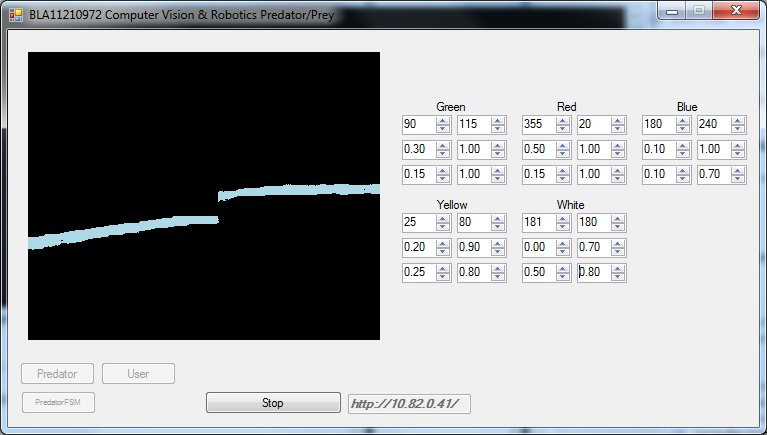 BLA11210972 Computer Vision & Robotics Predator/Prey
Green Red Blue
90 115 355 20 180 240
0.30 1.00 0.50 1.00 0.10 1.00
0.15 1.00 0.15 1.00 0.10 0.70
Yellow White
25 80 181 180
0.20 0.90 0.00 0.70
0.25 0.80 0.50 0.80
Predator User
PredatorFSM Stop http://10.82.0.41/